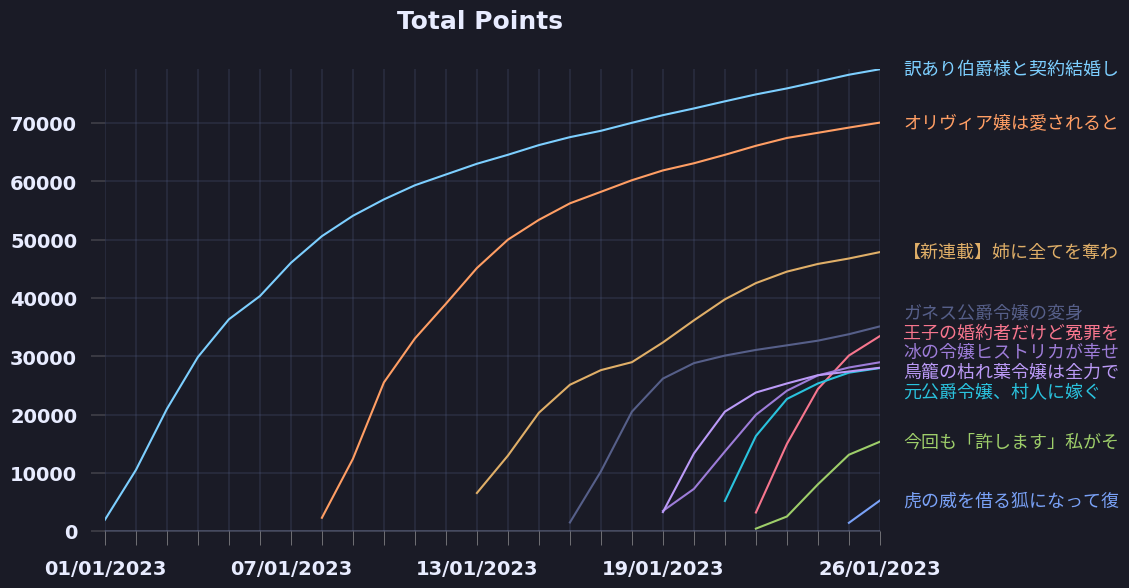 Total Points
訳あり伯爵様と契約結婚し
オリヴィア嬢は愛されると
【新連載】姉に全てを奪わ
ガネス公爵令嬢の変身
王子の婚約者だけど冤罪を
氷の令嬢ヒストリカが幸せ
鳥籠の枯れ葉令嬢は全力で
元公爵令嬢、村人に嫁ぐ
今回も「許します」私がそ
虎の威を借る狐になって復
70000
60000
50000
40000
30000
20000
10000
0
01/01/2023 07/01/2023 13/01/2023 19/01/2023 26/01/2023